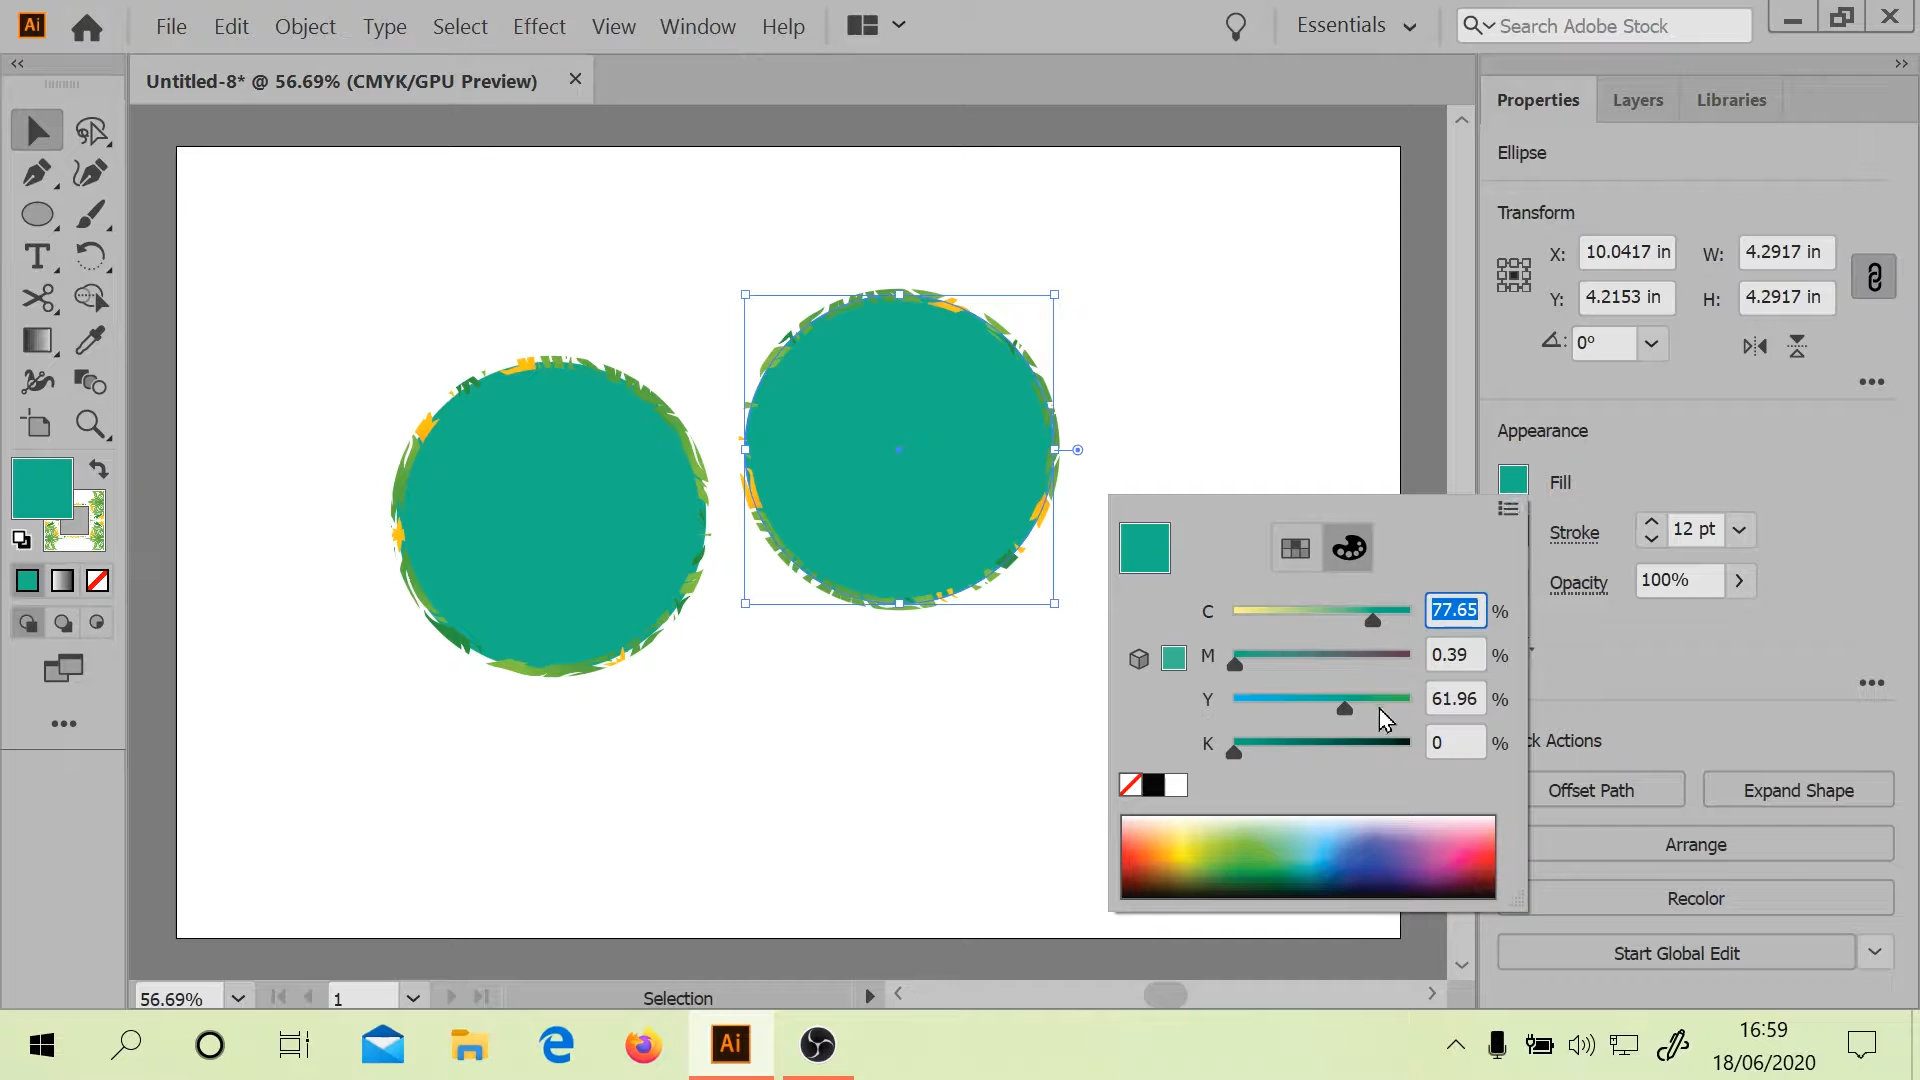 Ai File Edit Object Type Select Effect View Window Help Essentials Search Adobe Stock
Untitled-8* @ 56.69% (CMYK/GPU Preview)
Properties Layers Libraries
Ellipse
Transform
X: 10.0417 in W: 4.2917 in
Y: 4.2153 in H: 4.2917 in
0°
Appearance
Fill
Stroke 12 pt
Opacity 100%
C 77.65 %
M 0.39 %
Y 61.96 %
K 0 %
ck Actions
Offset Path Expand Shape
Arrange
Recolor
Start Global Edit
56.69% 1 Selection
Ai
16:59
18/06/2020